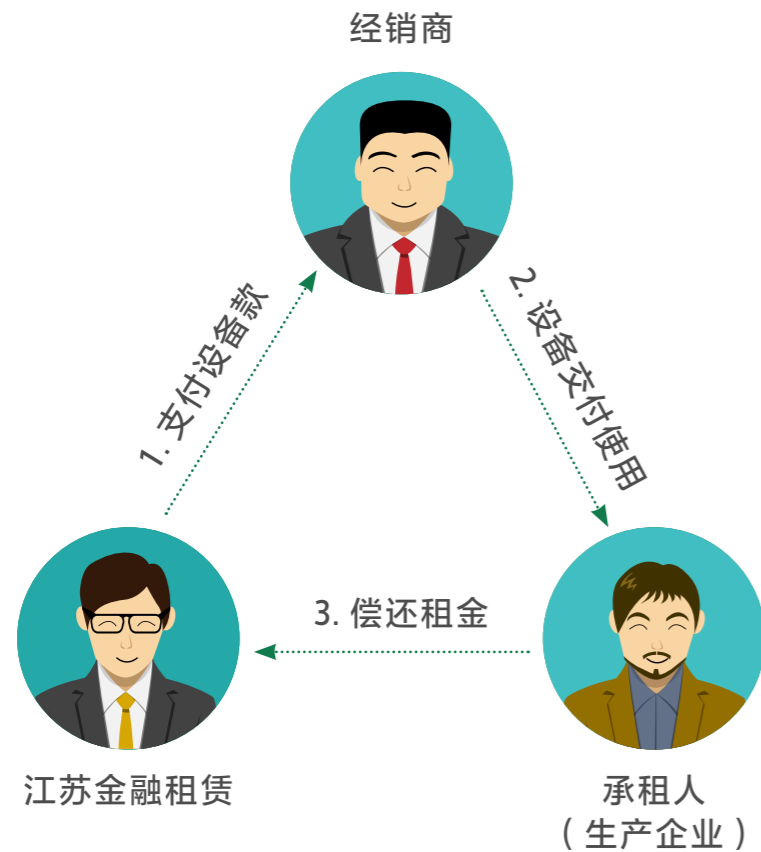 经销商
1. 支付设备款
2. 设备交付使用
3. 偿还租金
江苏金融租赁
承租人
（生产企业）